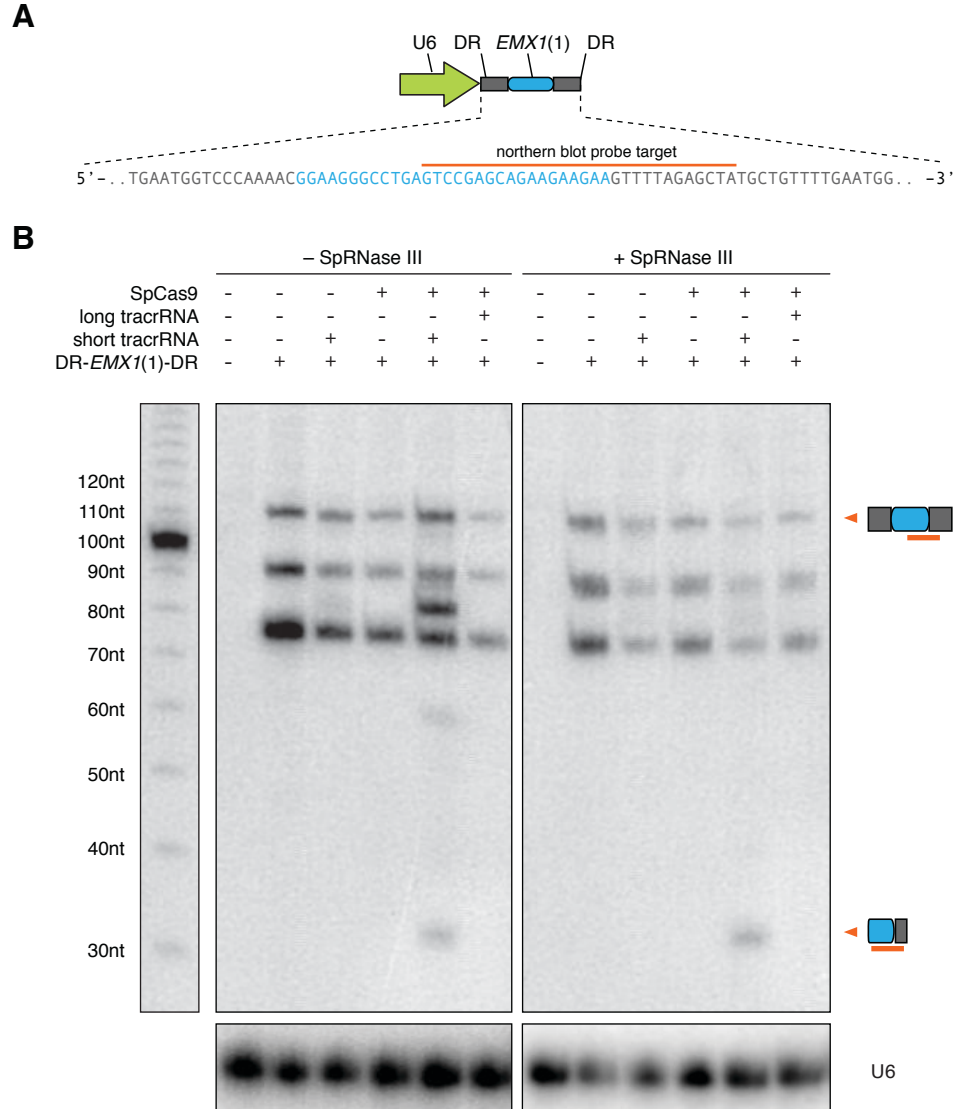 A
U6 DR EMX1(1) DR
northern blot probe target
5’–..TGAATGGTCCCAAAACGGAAGGGCCTGAGTCCGAGCAGAAGAAGAAGTTTTAGAGCTATGCTGTTTTGAATGG.. –3’
B
– SpRNase III + SpRNase III
SpCas9 - - - + + + - - - + + +
long tracrRNA - - - - - + - - - - - +
short tracrRNA - - + - + - - - + - + -
DR-EMX1(1)-DR - + + + + + - + + + + +
120nt
110nt
100nt
90nt
80nt
70nt
60nt
50nt
40nt
30nt
U6